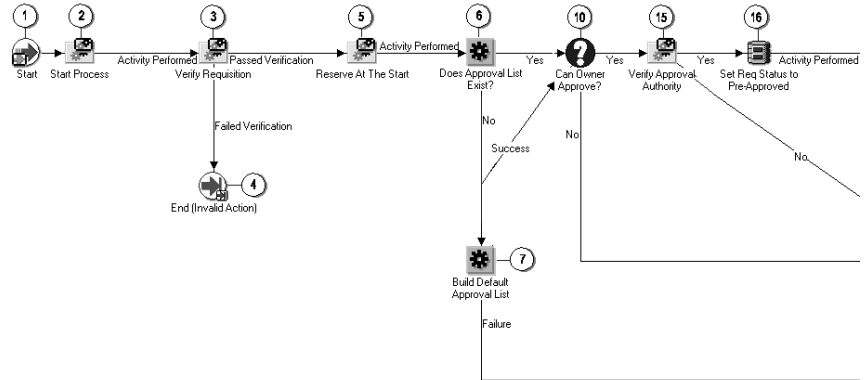 1
2
3
5
6
10
15
16
Start
Start Process
Activity Performed
Verify Requisition
Passed Verification
Reserve At The Start
Activity Performed
Does Approval List
Exist?
Yes
Can Owner
Approve?
Yes
Verify Approval
Authority
Yes
Set Req Status to
Pre-Approved
Activity Performed
Failed Verification
No
Success
No
No
4
End (Invalid Action)
7
Build Default
Approval List
Failure